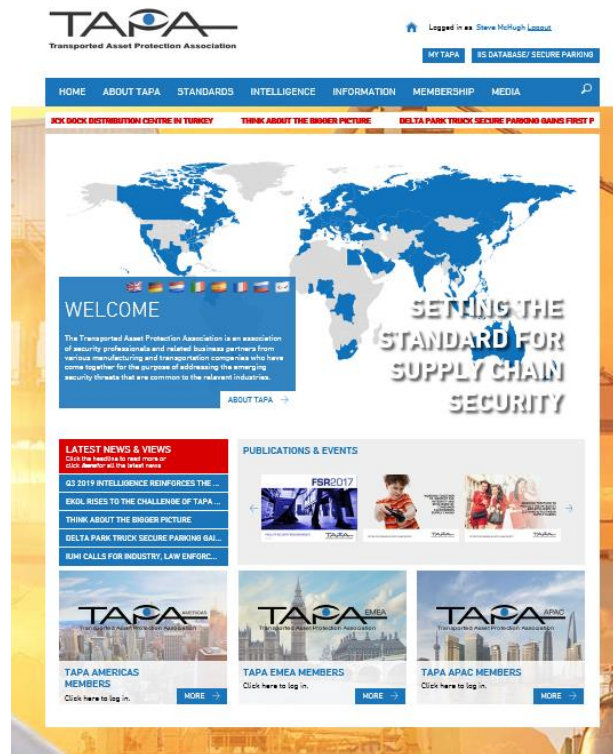 TAPA
Transported Asset Protection Association
Logged in as Steve McHugh Logout
MY TAPA
IIS DATABASE/ SECURE PARKING
HOME ABOUT TAPA STANDARDS INTELLIGENCE INFORMATION MEMBERSHIP MEDIA
DOCK DISTRIBUTION CENTRE IN TURKEY THINK ABOUT THE BIGGER PICTURE DELTA PARK TRUCK SECURE PARKING GAINS FIRST
WELCOME
The Transported Asset Protection Association is an association
of security professionals and related business partners from
various manufacturing and transportation companies who have
come together for the purpose of addressing the emerging
security threats that are common to the relevant industries.
ABOUT TAPA
SETTING THE
STANDARD FOR
SUPPLY CHAIN
SECURITY
LATEST NEWS & VIEWS
Click the headline to read more or
click here for all the latest news
Q3 2019 INTELLIGENCE REINFORCES THE ...
EKOL RISES TO THE CHALLENGE OF TAPA ...
THINK ABOUT THE BIGGER PICTURE
DELTA PARK TRUCK SECURE PARKING GAI...
IUMI CALLS FOR INDUSTRY, LAW ENFORC...
PUBLICATIONS & EVENTS
FSR2017
TAPA
TAPA
TAPA
TAPA AMERICAS
Transported Asset Protection Association
TAPA AMERICAS
MEMBERS
Click here to log in.
MORE
TAPA EMEA
Transported Asset Protection Association
TAPA EMEA MEMBERS
Click here to log in.
MORE
TAPA APAC
Transported Asset Protection Association
TAPA APAC MEMBERS
Click here to log in.
MORE